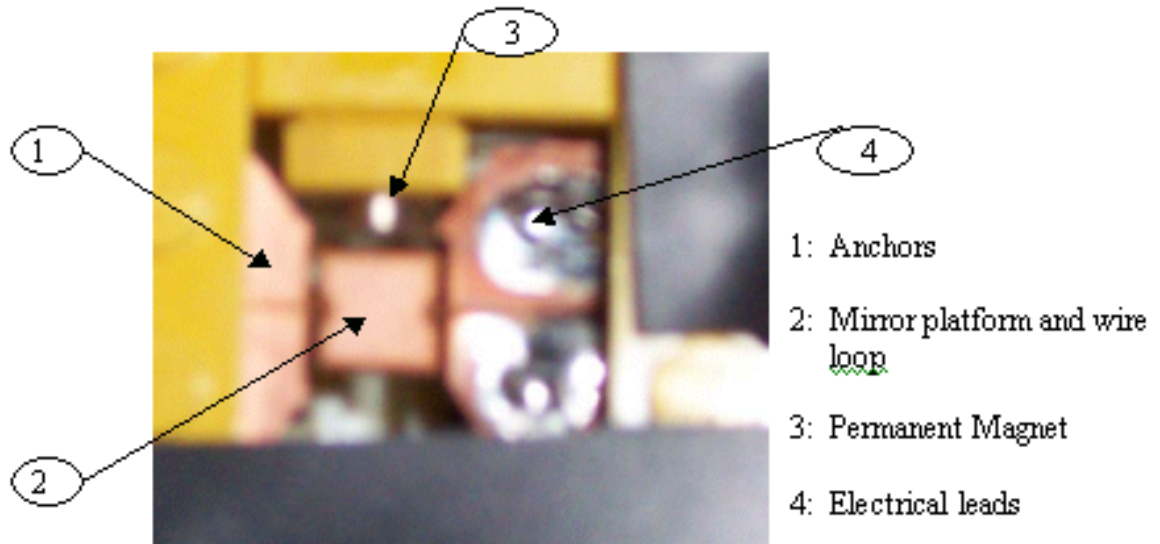 3
1
4
1: Anchors
2: Mirror platform and wire
loop
3: Permanent Magnet
2
4: Electrical leads